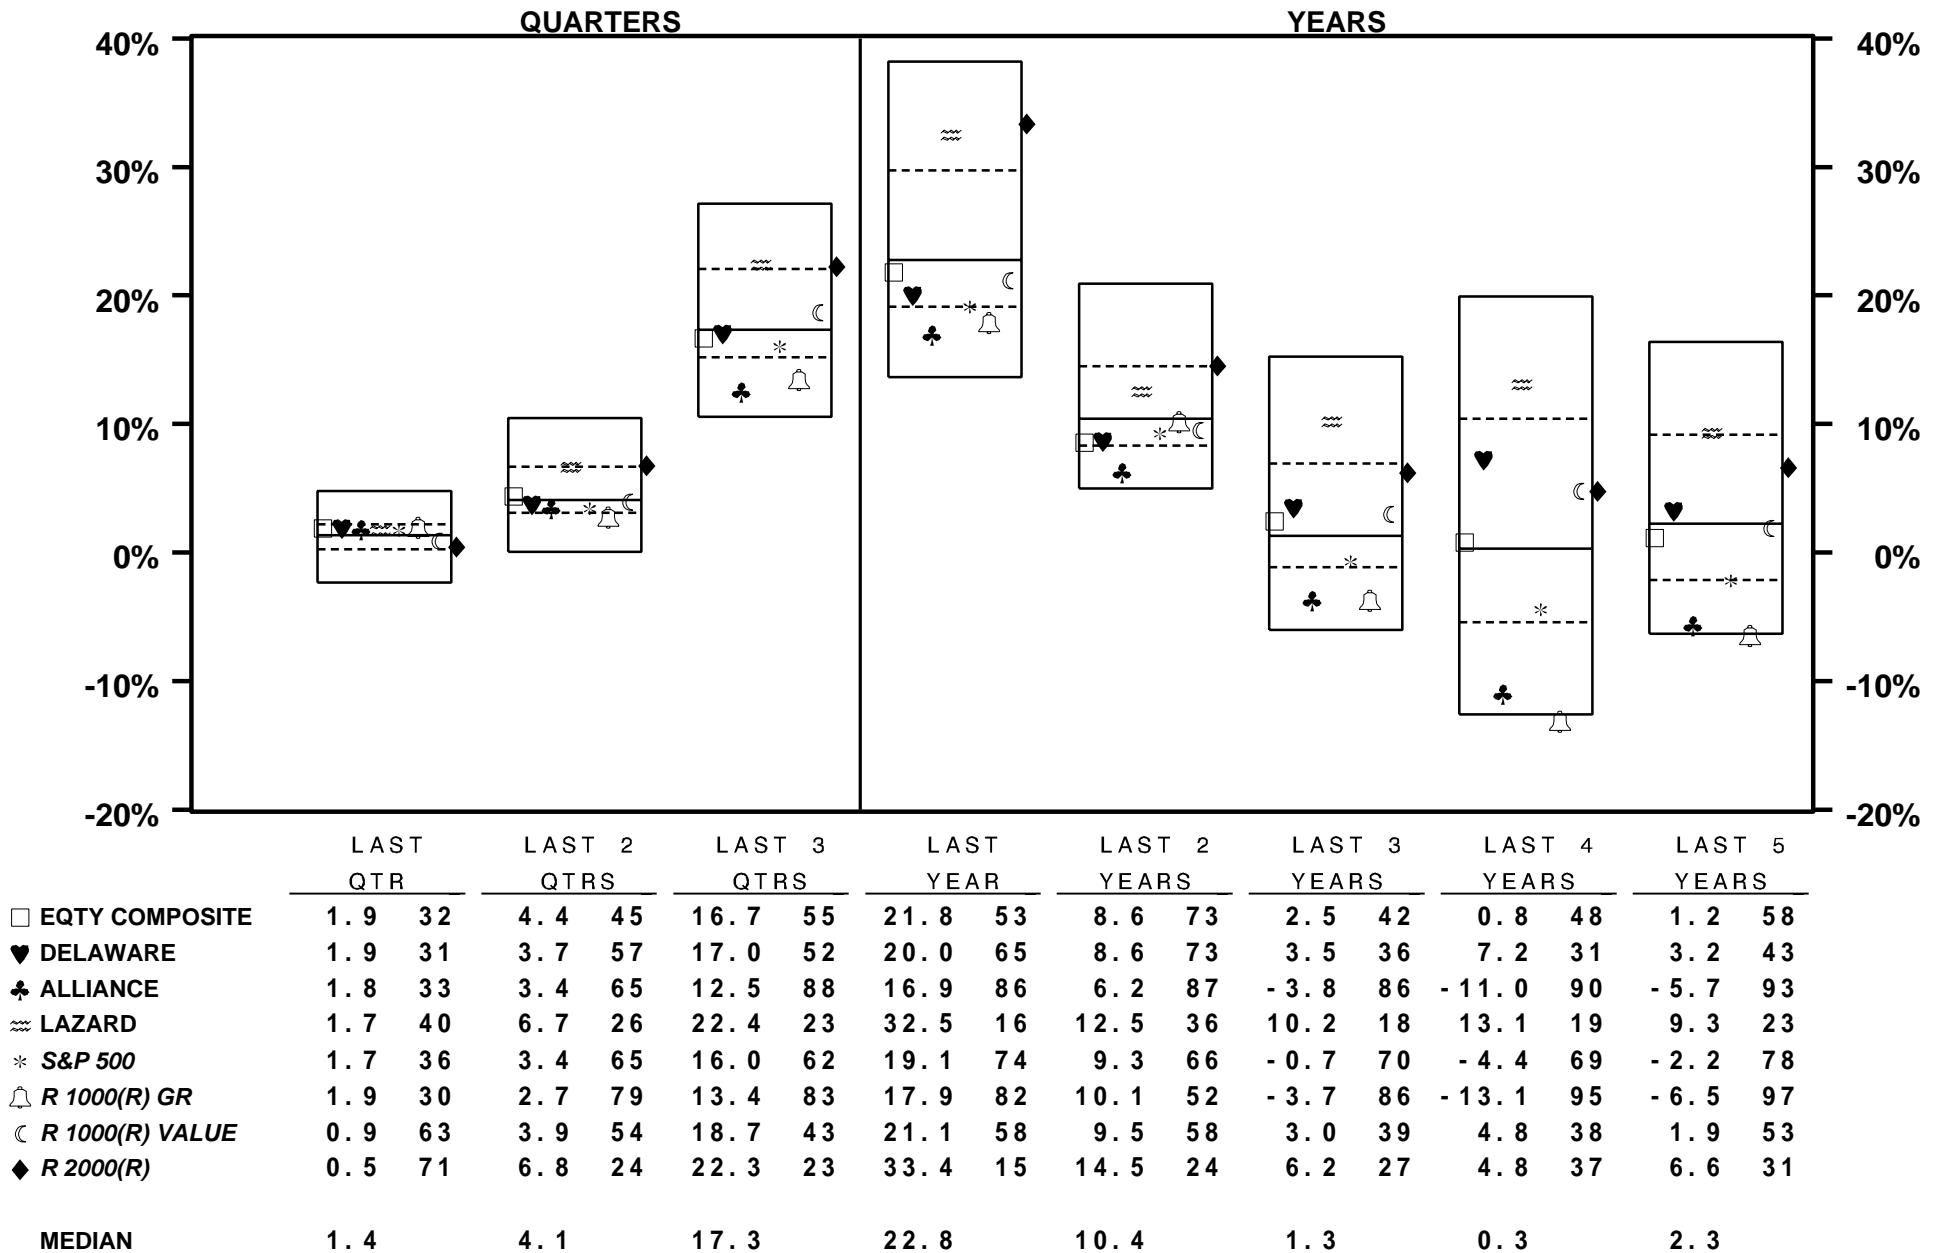 QUARTERS YEARS
40% 40%
30% 30%
20% 20%
10% 10%
0% 0%
-10% -10%
-20% -20%
LAST LAST 2 LAST 3 LAST LAST 2 LAST 3 LAST 4 LAST 5
QTR QTRS QTRS YEAR YEARS YEARS YEARS YEARS
EQTY COMPOSITE 1.9 32 4.4 45 16.7 55 21.8 53 8.6 73 2.5 42 0.8 48 1.2 58
DELAWARE 1.9 31 3.7 57 17.0 52 20.0 65 8.6 73 3.5 36 7.2 31 3.2 43
ALLIANCE 1.8 33 3.4 65 12.5 88 16.9 86 6.2 87 -3.8 86 -11.0 90 -5.7 93
LAZARD 1.7 40 6.7 26 22.4 23 32.5 16 12.5 36 10.2 18 13.1 19 9.3 23
S&P 500 1.7 36 3.4 65 16.0 62 19.1 74 9.3 66 -0.7 70 -4.4 69 -2.2 78
R 1000(R) GR 1.9 30 2.7 79 13.4 83 17.9 82 10.1 52 -3.7 86 -13.1 95 -6.5 97
R 1000(R) VALUE 0.9 63 3.9 54 18.7 43 21.1 58 9.5 58 3.0 39 4.8 38 1.9 53
R 2000(R) 0.5 71 6.8 24 22.3 23 33.4 15 14.5 24 6.2 27 4.8 37 6.6 31
MEDIAN 1.4 4.1 17.3 22.8 10.4 1.3 0.3 2.3